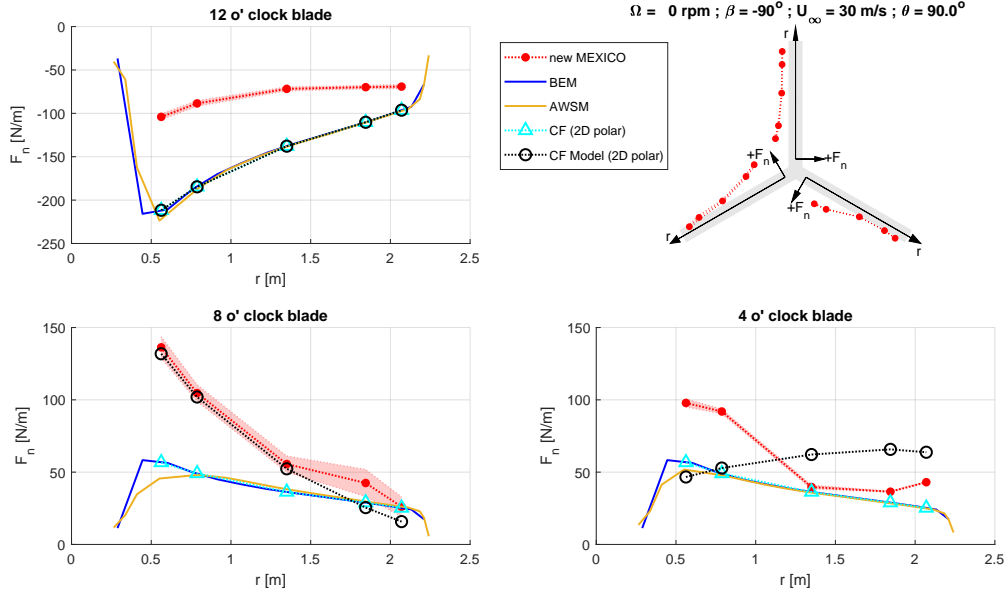 12 o' clock blade
0
-50
-100
-150
-200
-250
F_n [N/m]
0 0.5 1 1.5 2 2.5
r [m]
Ω = 0 rpm ; β = -90° ; U_∞ = 30 m/s ; θ = 90.0°
new MEXICO
BEM
AWSM
CF (2D polar)
CF Model (2D polar)
r
+F_n
+F_n
+F_n
r
r
8 o' clock blade
150
100
50
0
F_n [N/m]
0 0.5 1 1.5 2 2.5
r [m]
4 o' clock blade
150
100
50
0
F_n [N/m]
0 0.5 1 1.5 2 2.5
r [m]